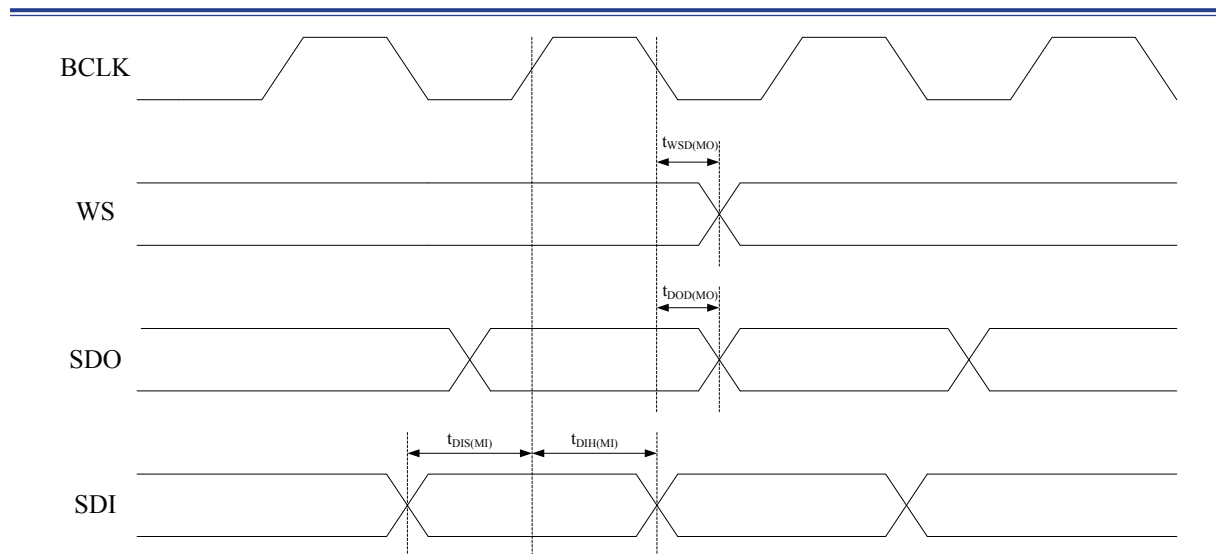 BCLK
tWSD(MO)
WS
tDOD(MO)
SDO
tDIS(MI) tDIH(MI)
SDI